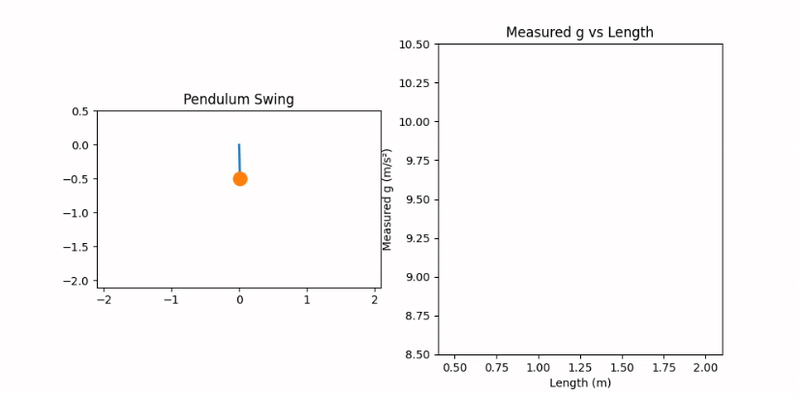 Pendulum Swing
0.5
0.0
−0.5
−1.0
−1.5
−2.0
−2 −1 0 1 2
Measured g vs Length
Measured g (m/s²)
10.50
10.25
10.00
9.75
9.50
9.25
9.00
8.75
8.50
0.50 0.75 1.00 1.25 1.50 1.75 2.00
Length (m)